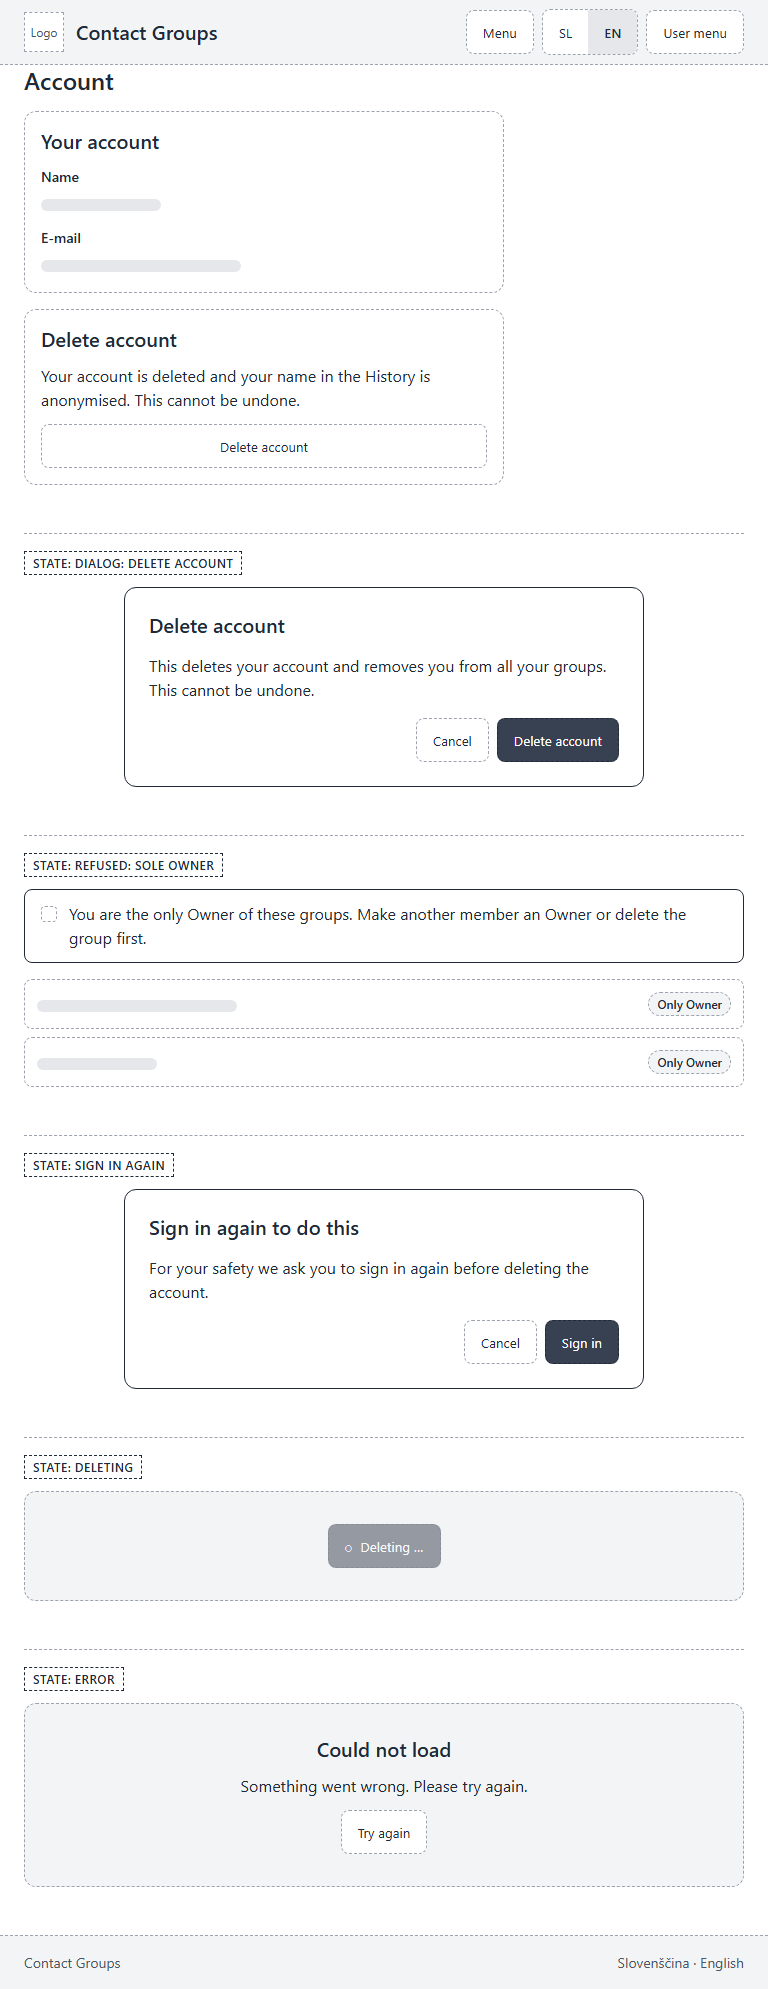 Logo
Contact Groups
Menu
SL
EN
User menu
Account
Your account
Name
E-mail
Delete account
Your account is deleted and your name in the History is
anonymised. This cannot be undone.
Delete account
STATE: DIALOG: DELETE ACCOUNT
Delete account
This deletes your account and removes you from all your groups.
This cannot be undone.
Cancel
Delete account
STATE: REFUSED: SOLE OWNER
You are the only Owner of these groups. Make another member an Owner or delete the
group first.
Only Owner
Only Owner
STATE: SIGN IN AGAIN
Sign in again to do this
For your safety we ask you to sign in again before deleting the
account.
Cancel
Sign in
STATE: DELETING
Deleting ...
STATE: ERROR
Could not load
Something went wrong. Please try again.
Try again
Contact Groups
Slovenščina · English